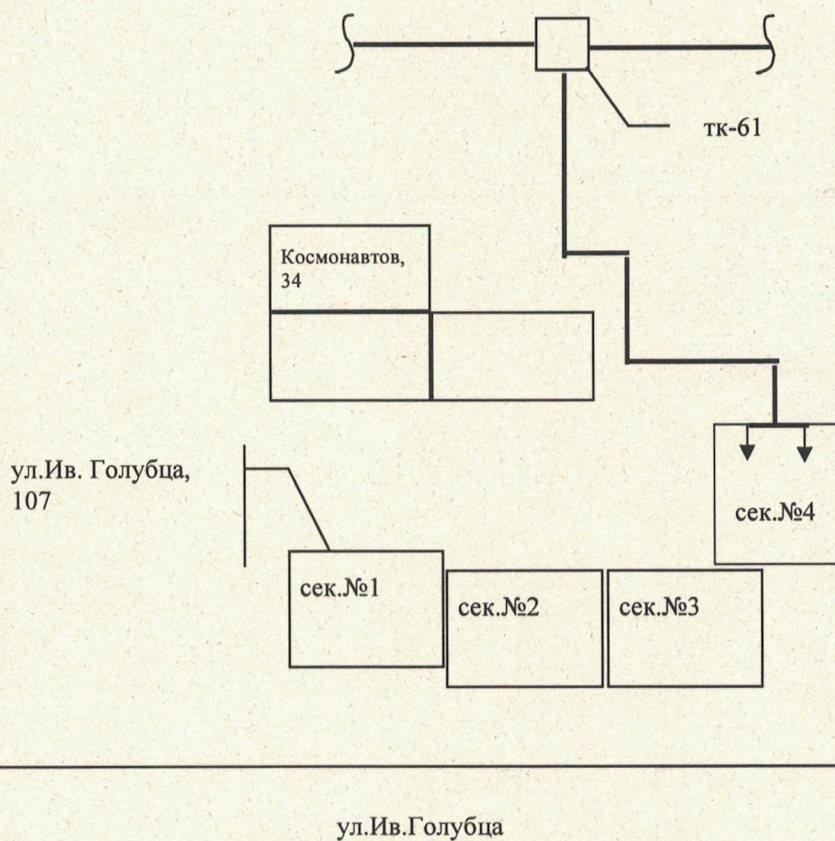 тк-61
Космонавтов,
34
ул.Ив. Голубца,
107
сек.№4
сек.№1
сек.№2
сек.№3
ул.Ив.Голубца